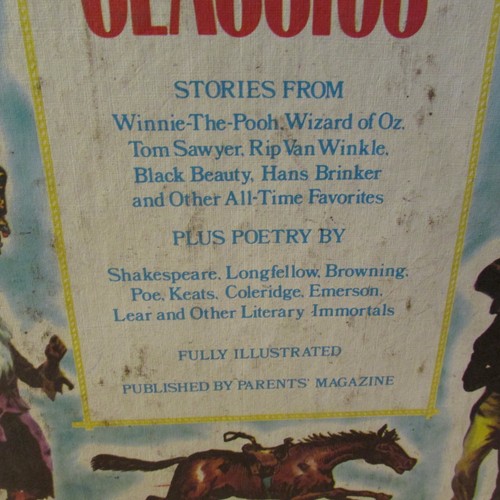 CLASSICS
STORIES FROM
Winnie-The-Pooh, Wizard of Oz,
Tom Sawyer, Rip Van Winkle,
Black Beauty, Hans Brinker
and Other All-Time Favorites
PLUS POETRY BY
Shakespeare, Longfellow, Browning,
Poe, Keats, Coleridge, Emerson,
Lear and Other Literary Immortals
FULLY ILLUSTRATED
PUBLISHED BY PARENTS' MAGAZINE